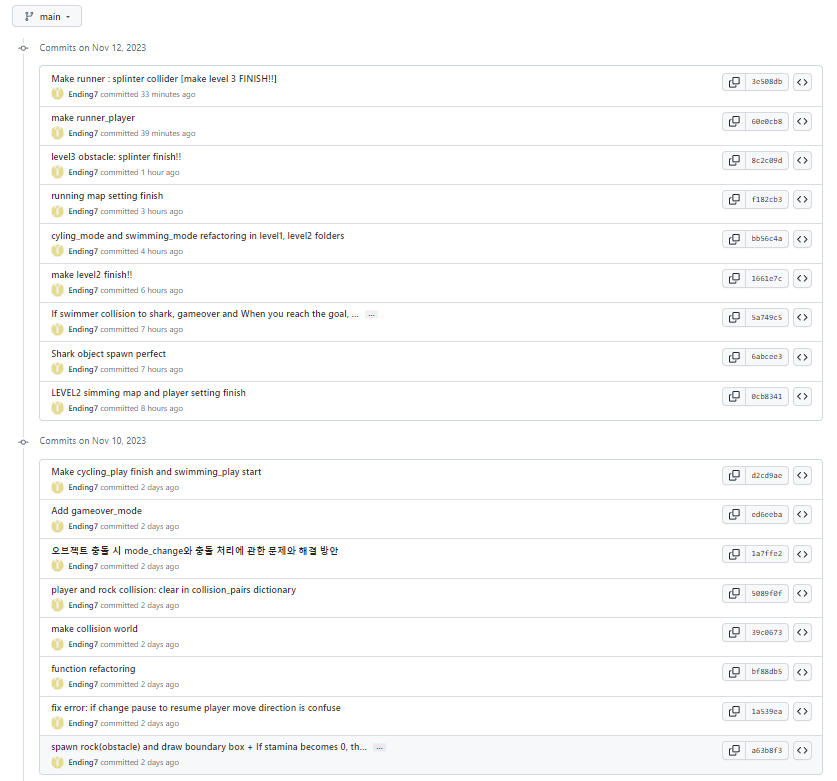 main
Commits on Nov 12, 2023
Make runner : splinter collider [make level 3 FINISH!!]
3e508db
Ending7 committed 33 minutes ago
make runner_player
60e0cb8
Ending7 committed 39 minutes ago
level3 obstacle: splinter finish!!
8c2c09d
Ending7 committed 1 hour ago
running map setting finish
f182cb3
Ending7 committed 3 hours ago
cyling_mode and swimming_mode refactoring in level1, level2 folders
bb56c4a
Ending7 committed 4 hours ago
make level2 finish!!
1661e7c
Ending7 committed 6 hours ago
If swimmer collision to shark, gameover and When you reach the goal, ... ...
5a749c5
Ending7 committed 7 hours ago
Shark object spawn perfect
6abcee3
Ending7 committed 7 hours ago
LEVEL2 simming map and player setting finish
0cb8341
Ending7 committed 8 hours ago
Commits on Nov 10, 2023
Make cycling_play finish and swimming_play start
d2cd9ae
Ending7 committed 2 days ago
Add gameover_mode
ed6eeba
Ending7 committed 2 days ago
오브젝트 충돌 시 mode_change와 충돌 처리에 관한 문제와 해결 방안
1a7ffe2
Ending7 committed 2 days ago
player and rock collision: clear in collision_pairs dictionary
5089f0f
Ending7 committed 2 days ago
make collision world
39c0673
Ending7 committed 2 days ago
function refactoring
bf88db5
Ending7 committed 2 days ago
fix error: if change pause to resume player move direction is confuse
1a539ea
Ending7 committed 2 days ago
spawn rock(obstacle) and draw boundary box + If stamina becomes 0, th... ...
a63b8f3
Ending7 committed 2 days ago